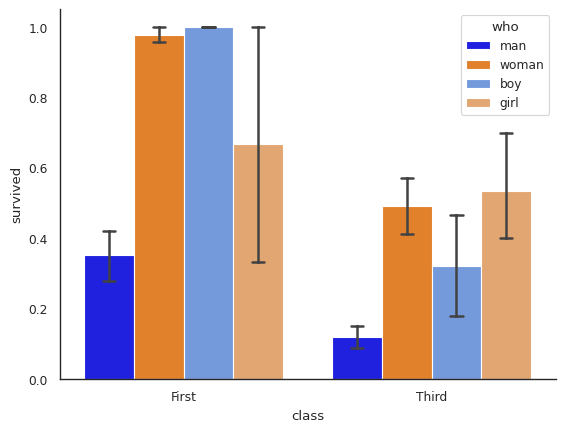 1.0
0.8
0.6
0.4
0.2
0.0
survived
First
Third
class
who
man
woman
boy
girl